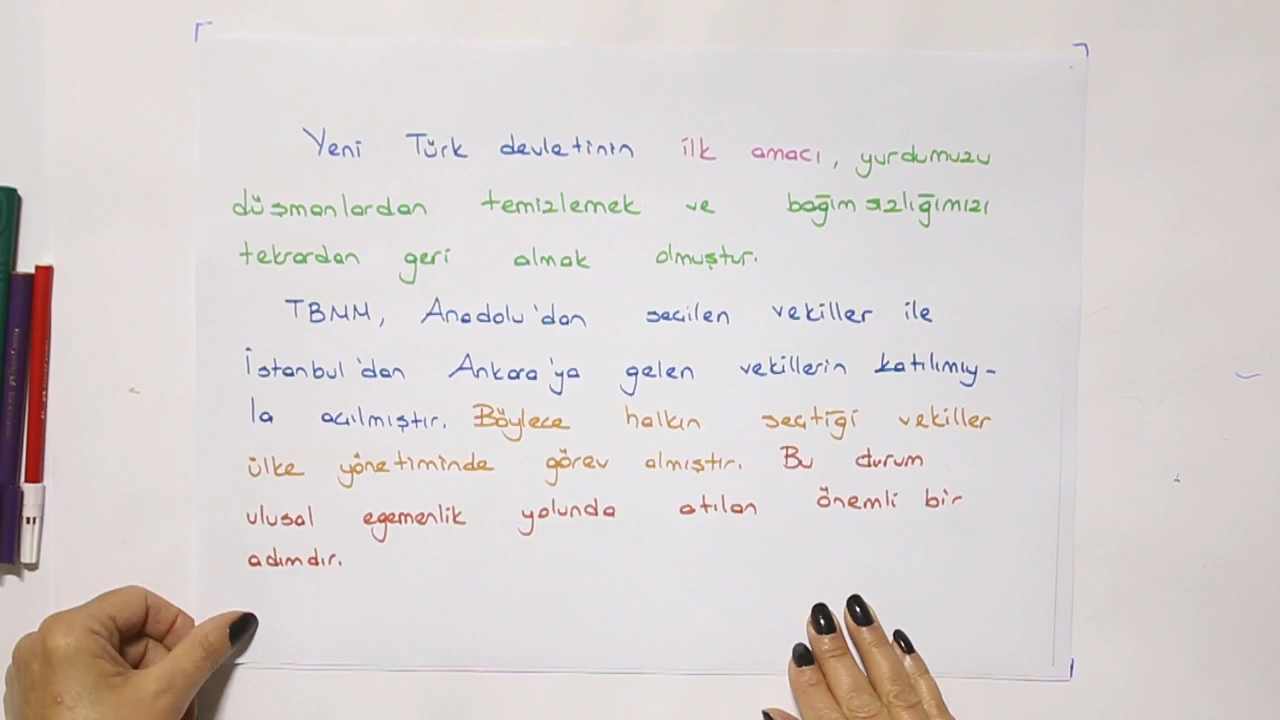 Yeni Türk devletinin ilk amacı, yurdumuzu
düşmanlardan temizlemek ve bağımsızlığımızı
tekrardan geri almak olmuştur.
TBMM, Anadolu'dan seçilen vekiller ile
İstanbul'dan Ankara'ya gelen vekillerin katılımıy-
la açılmıştır. Böylece halkın seçtiği vekiller
ülke yönetiminde görev almıştır. Bu durum
ulusal egemenlik yolunda atılan önemli bir
adımdır.